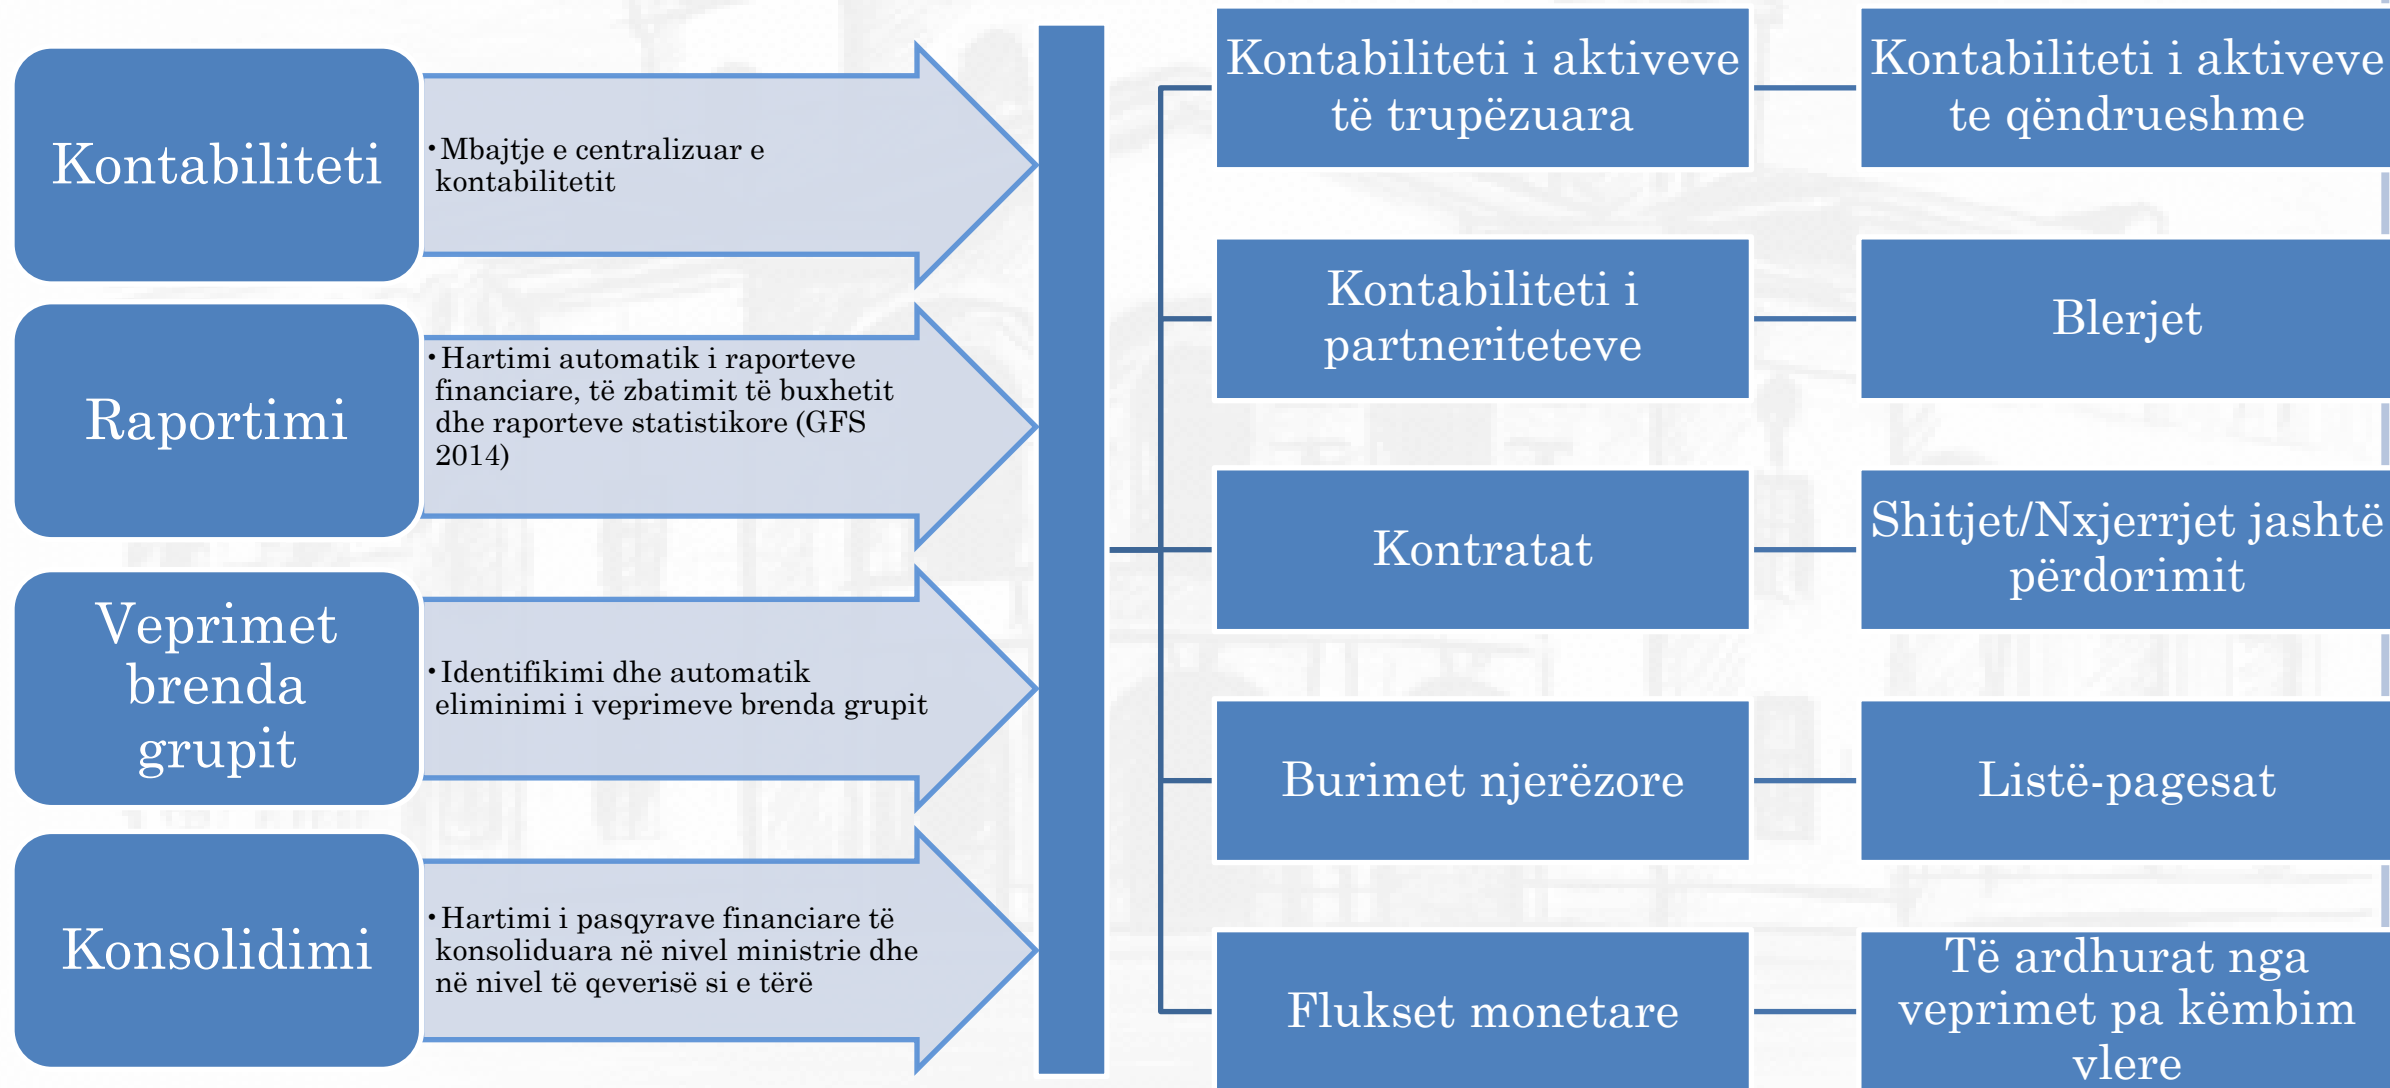 Kontabiliteti
•Mbajtje e centralizuar e
kontabilitetit
Raportimi
•Hartimi automatik i raporteve
financiare, të zbatimit të buxhetit
dhe raporteve statistikore (GFS
2014)
Veprimet
brenda
grupit
•Identifikimi dhe automatik
eliminimi i veprimeve brenda grupit
Konsolidimi
•Hartimi i pasqyrave financiare të
konsoliduara në nivel ministrie dhe
në nivel të qeverisë si e tërë
Kontabiliteti i aktiveve
të trupëzuara
Kontabiliteti i aktiveve
te qëndrueshme
Kontabiliteti i
partneriteteve
Blerjet
Kontratat
Shitjet/Nxjerrjet jashtë
përdorimit
Burimet njerëzore
Listë-pagesat
Flukset monetare
Të ardhurat nga
veprimet pa këmbim
vlere